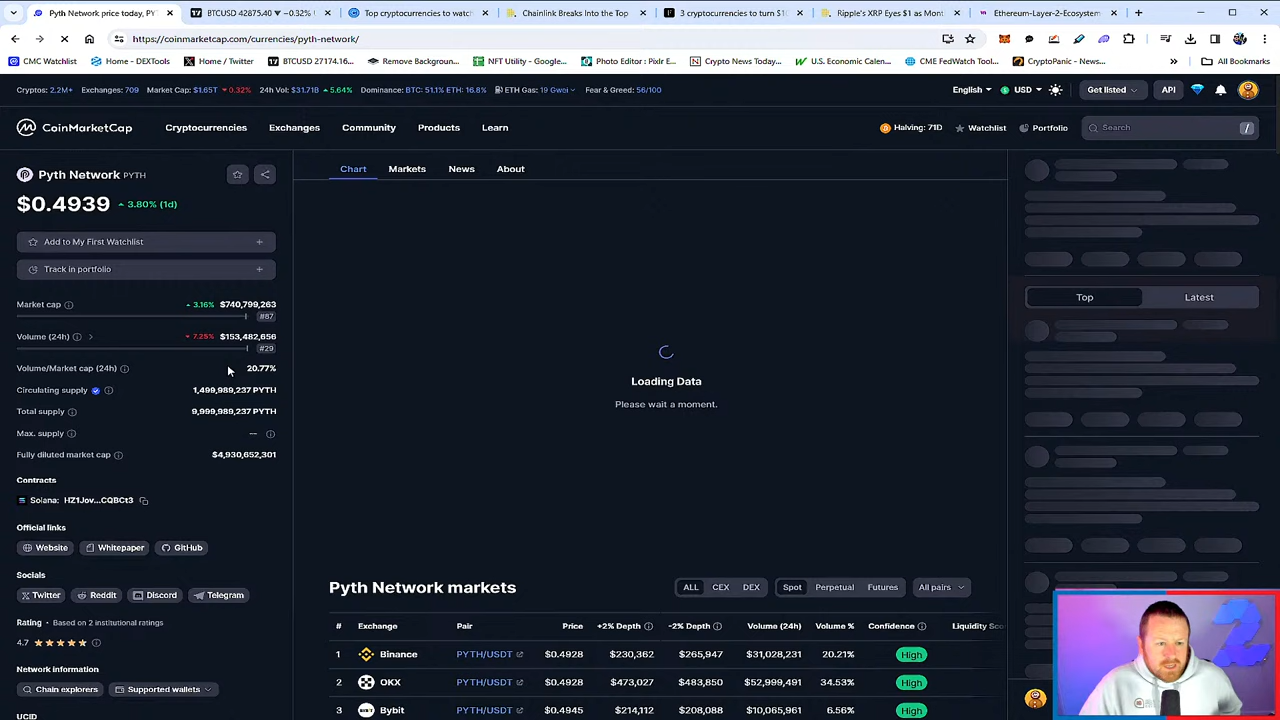 Pyth Network price today, PYT
BTCUSD 42875.40 ▼ −0.32%
Top cryptocurrencies to watc
Chainlink Breaks Into the Top
3 cryptocurrencies to turn $1
Ripple's XRP Eyes $1 as Mont
Ethereum-Layer-2-Ecosystem
https://coinmarketcap.com/currencies/pyth-network/
CMC Watchlist
Home - DEXTools
Home / Twitter
BTCUSD 27174.16...
Remove Backgroun...
NFT Utility - Google...
Photo Editor : Pixlr E...
Crypto News Today...
U.S. Economic Calen...
CME FedWatch Tool...
CryptoPanic - News...
All Bookmarks
Cryptos: 2.2M+ Exchanges: 709 Market Cap: $1.65T 0.32% 24h Vol: $31.71B 5.64% Dominance: BTC: 51.1% ETH: 16.8% ETH Gas: 19 Gwei Fear & Greed: 56/100
English USD Get listed API
CoinMarketCap Cryptocurrencies Exchanges Community Products Learn
Halving: 71D Watchlist Portfolio Search /
Pyth Network PYTH
$0.4939 3.80% (1d)
Add to My First Watchlist +
Track in portfolio +
Market cap 3.16% $740,799,263
#67
Volume (24h) 7.25% $153,482,656
#29
Volume/Market cap (24h) 20.77%
Circulating supply 1,499,989,237 PYTH
Total supply 9,999,989,237 PYTH
Max. supply --
Fully diluted market cap $4,930,652,301
Contracts
Solana: HZ1Jov...CQBCt3
Official links
Website Whitepaper GitHub
Socials
Twitter Reddit Discord Telegram
Rating · Based on 2 institutional ratings
4.7
Network information
Chain explorers Supported wallets
UCID
Chart Markets News About
Loading Data
Please wait a moment.
Pyth Network markets
ALL CEX DEX Spot Perpetual Futures All pairs
# Exchange Pair Price +2% Depth -2% Depth Volume (24h) Volume % Confidence Liquidity Sco
1 Binance PYTH/USDT $0.4928 $230,362 $265,947 $31,028,231 20.21% High
2 OKX PYTH/USDT $0.4928 $473,027 $483,850 $52,999,491 34.53% High
Bybit PYTH/USDT $0.4945 $214,112 $208,088 $10,065,961 6.56% High
Top Latest